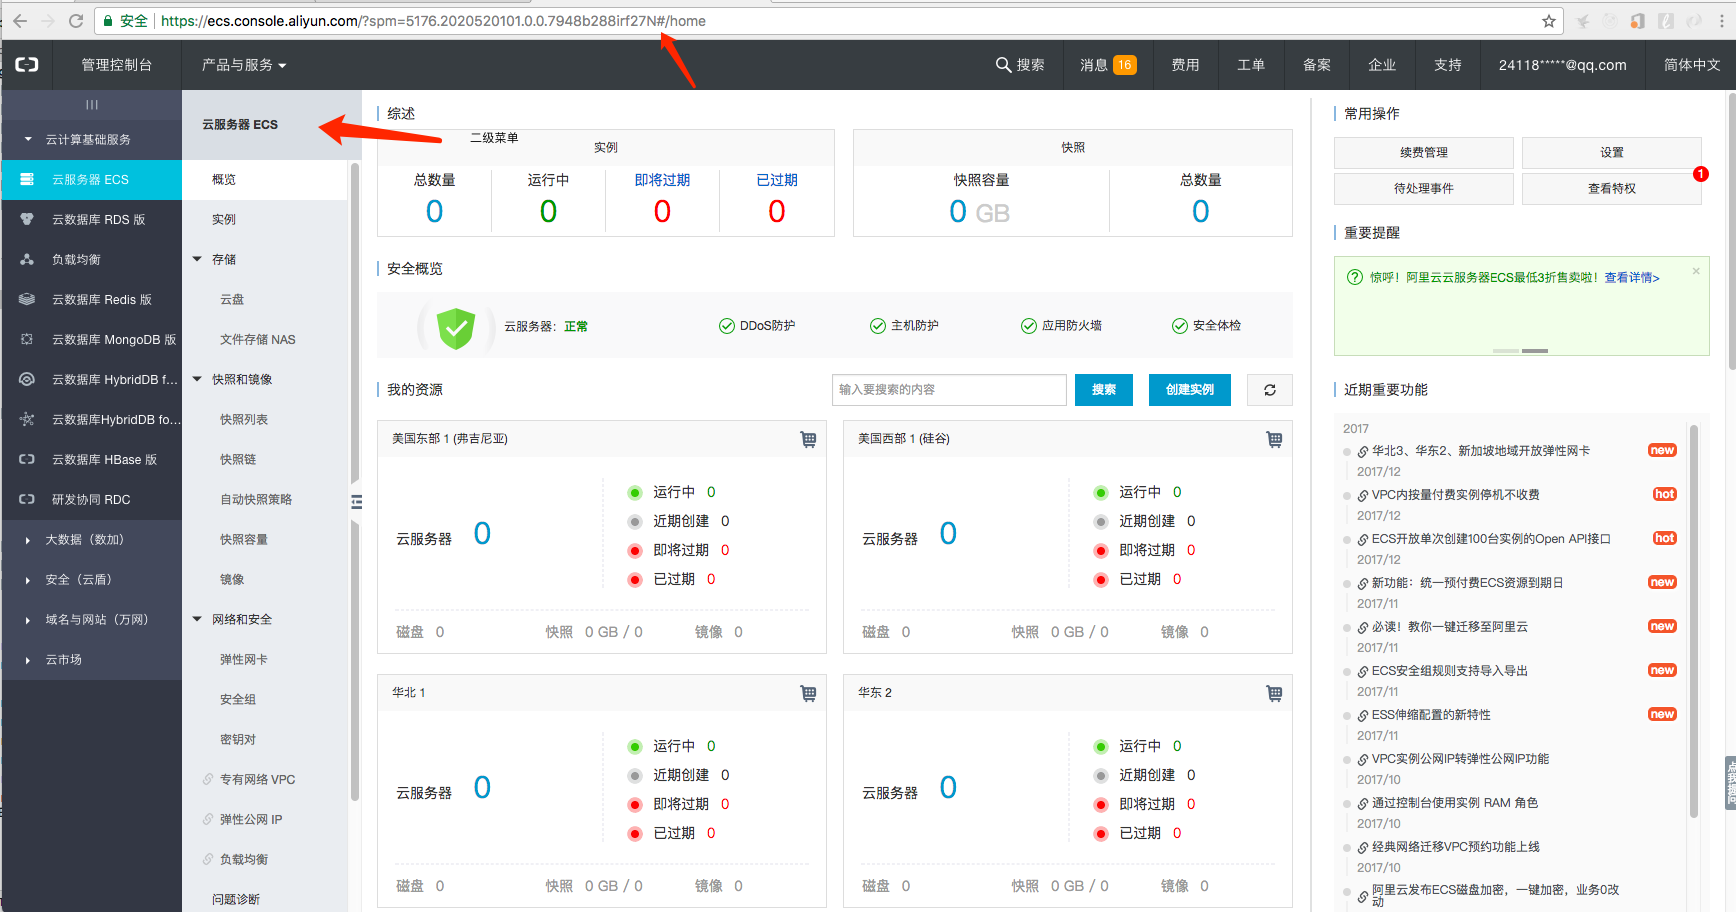 安全 https://ecs.console.aliyun.com/?spm=5176.2020520101.0.0.7948b288irf27N#/home
管理控制台 产品与服务 搜索 消息 16 费用 工单 备案 企业 支持 24118*****@qq.com 简体中文
云计算基础服务
云服务器 ECS
云数据库 RDS 版
负载均衡
云数据库 Redis 版
云数据库 MongoDB 版
云数据库 HybridDB f...
云数据库HybridDB fo...
云数据库 HBase 版
研发协同 RDC
大数据（数加）
安全（云盾）
域名与网站（万网）
云市场
云服务器 ECS
概览
实例
存储
云盘
文件存储 NAS
快照和镜像
快照列表
快照链
自动快照策略
快照容量
镜像
网络和安全
弹性网卡
安全组
密钥对
专有网络 VPC
弹性公网 IP
负载均衡
问题诊断
综述
二级菜单
实例
总数量 运行中 即将过期 已过期
0 0 0 0
快照
快照容量 总数量
0 GB 0
安全概览
云服务器：正常 DDoS防护 主机防护 应用防火墙 安全体检
我的资源 输入要搜索的内容 搜索 创建实例
美国东部 1 (弗吉尼亚)
云服务器 0
运行中 0
近期创建 0
即将过期 0
已过期 0
磁盘 0 快照 0 GB / 0 镜像 0
美国西部 1 (硅谷)
云服务器 0
运行中 0
近期创建 0
即将过期 0
已过期 0
磁盘 0 快照 0 GB / 0 镜像 0
华北 1
云服务器 0
运行中 0
近期创建 0
即将过期 0
已过期 0
磁盘 0 快照 0 GB / 0 镜像 0
华东 2
云服务器 0
运行中 0
近期创建 0
即将过期 0
已过期 0
磁盘 0 快照 0 GB / 0 镜像 0
常用操作
续费管理 设置
待处理事件 查看特权 1
重要提醒
惊呼！阿里云云服务器ECS最低3折售卖啦！查看详情>
近期重要功能
2017
华北3、华东2、新加坡地域开放弹性网卡 new
2017/12
VPC内按量付费实例停机不收费 hot
2017/12
ECS开放单次创建100台实例的Open API接口 hot
2017/12
新功能：统一预付费ECS资源到期日 new
2017/11
必读！教你一键迁移至阿里云 new
2017/11
ECS安全组规则支持导入导出 new
2017/11
ESS伸缩配置的新特性 new
2017/11
VPC实例公网IP转弹性公网IP功能
2017/10
通过控制台使用实例 RAM 角色
2017/10
经典网络迁移VPC预约功能上线
2017/10
阿里云发布ECS磁盘加密，一键加密，业务0改
动